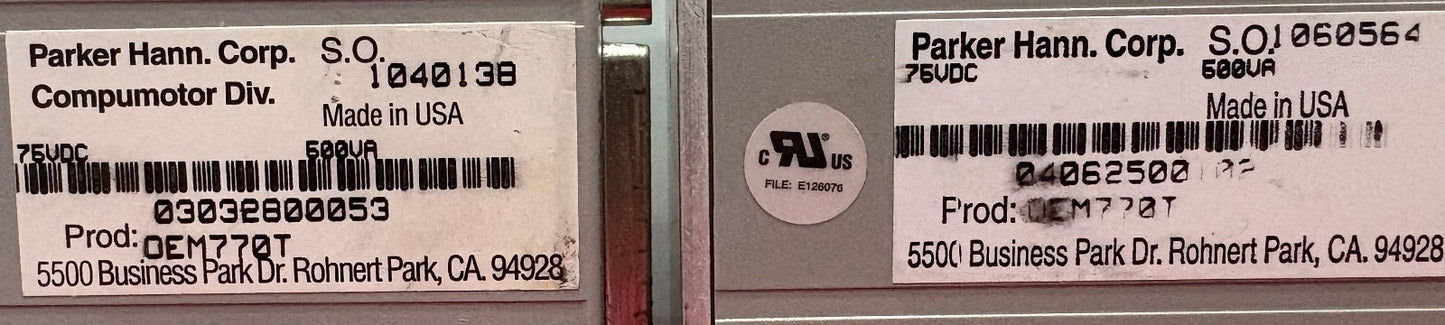 Parker Hann. Corp. S.O.
1040138
Compumotor Div.
Made in USA
75VDC 500VA
03032800053
Prod: OEM770T
5500 Business Park Dr. Rohnert Park, CA. 94928
C RU® US
FILE: E126076
Parker Hann. Corp. S.O. 1060564
75VDC 500VA
Made in USA
04062500
Prod: OEM770T
5500 Business Park Dr. Rohnert Park, CA. 94928